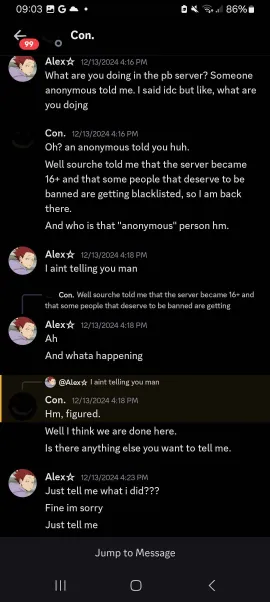 09:03
86%
99
Con.
Alex☆ 12/13/2024 4:16 PM
What are you doing in the pb server? Someone
anonymous told me. I said idc but like, what are
you dojng
Con. 12/13/2024 4:16 PM
Oh? an anonymous told you huh.
Well sourche told me that the server became
16+ and that some people that deserve to be
banned are getting blacklisted, so I am back
there.
And who is that "anonymous" person hm.
Alex☆ 12/13/2024 4:18 PM
I aint telling you man
Con. Well sourche told me that the server became 16+ and
that some people that deserve to be banned are getting
Alex☆ 12/13/2024 4:18 PM
Ah
And whata happening
@Alex☆ I aint telling you man
Con. 12/13/2024 4:18 PM
Hm, figured.
Well I think we are done here.
Is there anything else you want to tell me.
Alex☆ 12/13/2024 4:23 PM
Just tell me what i did???
Fine im sorry
Just tell me
Jump to Message